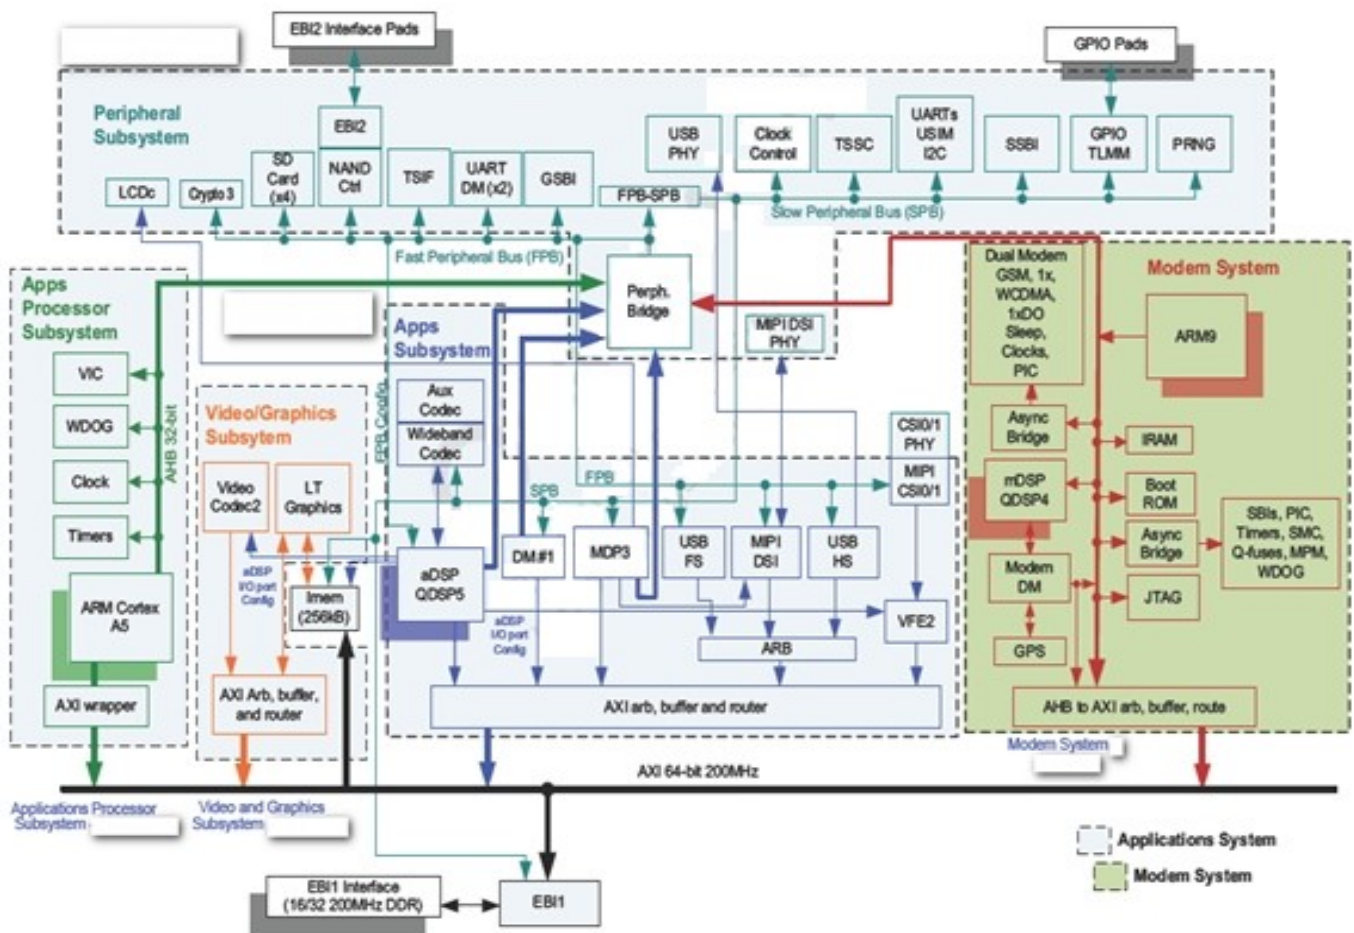 EBI2 Interface Pads
GPIO Pads
Peripheral
Subsystem
EBI2
NAND
Ctrl
LCDc
Crypto 3
SD
Card
(x4)
TSIF
UART
DM (x2)
GSBI
USB
PHY
FPB-SPB
Clock
Control
TSSC
UARTs
USIM
I2C
SSBI
GPIO
TLMM
PRNG
Slow Peripheral Bus (SPB)
Fast Peripheral Bus (FPB)
Apps
Processor
Subsystem
VIC
WDOG
Clock
Timers
AHB 32-bit
ARM Cortex
A5
AXI wrapper
Video/Graphics
Subsytem
Video
Codec2
LT
Graphics
aDSP
I/O port
Config
Imem
(256kB)
AXI Arb, buffer,
and router
FPB Config
Apps
Subsystem
Aux
Codec
Wideband
Codec
Perph.
Bridge
MIPI DSI
PHY
CSI0/1
PHY
MIPI
CSI0/1
SPB
FPB
aDSP
QDSP5
DM #1
MDP3
USB
FS
MIPI
DSI
USB
HS
aDSP
I/O port
Config
VFE2
ARB
AXI arb, buffer and router
Modem System
Dual Modem
GSM, 1x,
WCDMA,
1xDO
Sleep,
Clocks,
PIC
ARM9
Async
Bridge
IRAM
mDSP
QDSP4
Boot
ROM
Async
Bridge
SBIs, PIC,
Timers, SMC,
Q-fuses, MPM,
WDOG
Modem
DM
JTAG
GPS
AHB to AXI arb, buffer, route
Modem System
AXI 64-bit 200MHz
Applications Processor
Subsystem
Video and Graphics
Subsystem
Applications System
Modem System
EBI1 Interface
(16/32 200MHz DDR)
EBI1